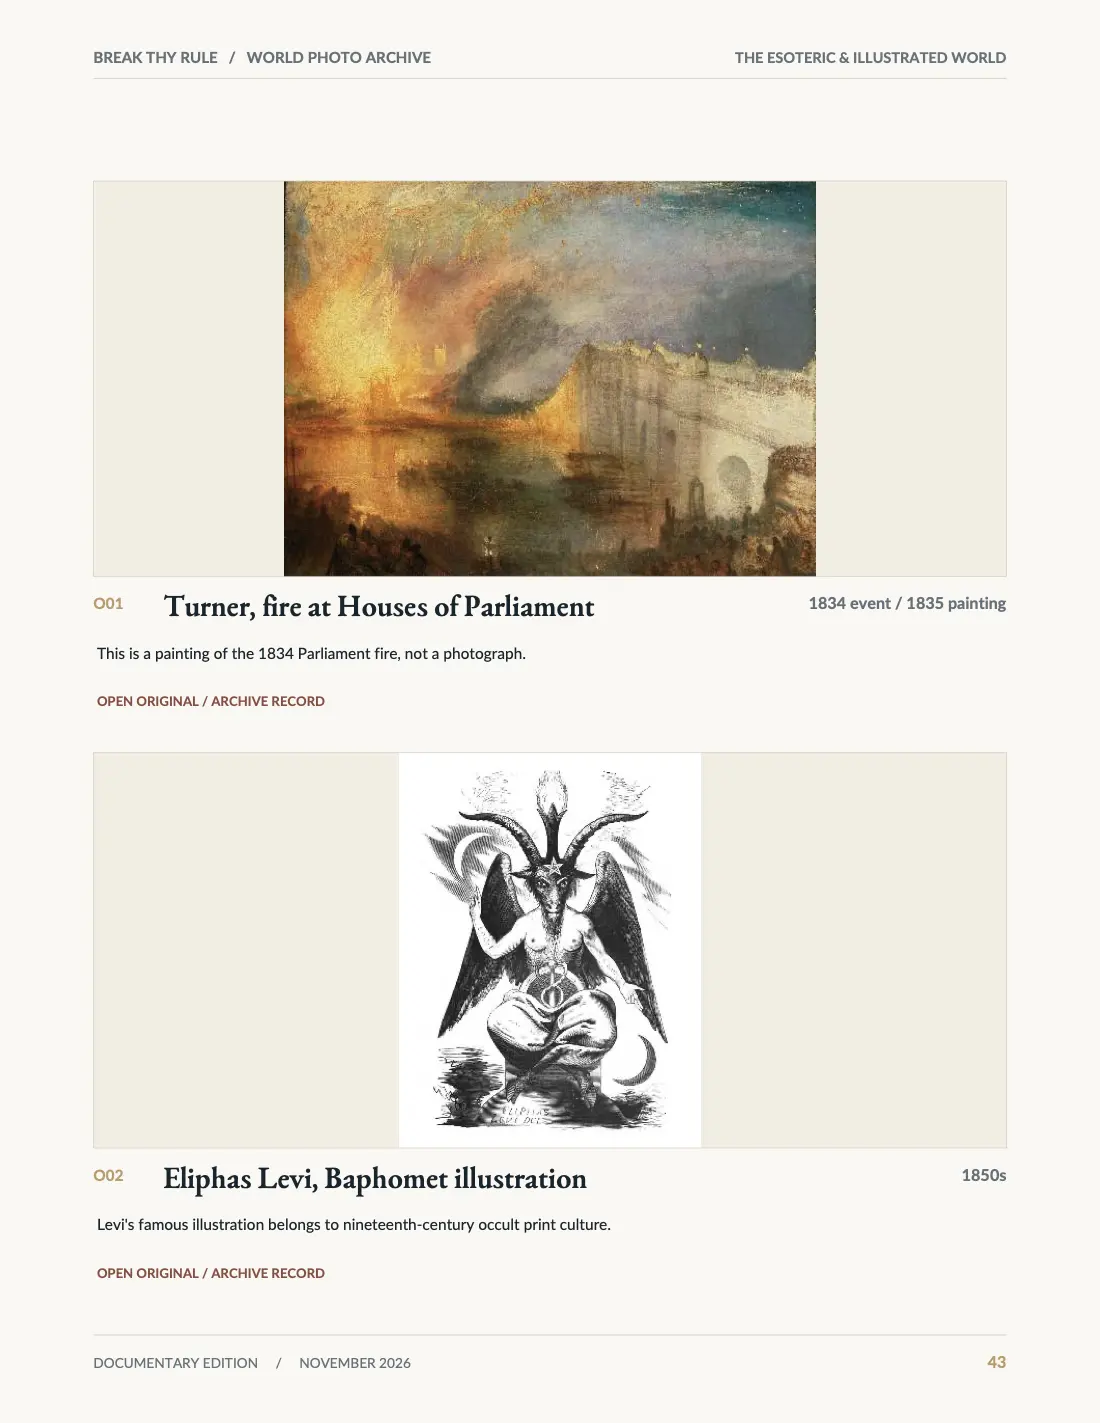 BREAK THY RULE / WORLD PHOTO ARCHIVE
THE ESOTERIC & ILLUSTRATED WORLD
O01 Turner, fire at Houses of Parliament 1834 event / 1835 painting
This is a painting of the 1834 Parliament fire, not a photograph.
OPEN ORIGINAL / ARCHIVE RECORD
ELIPHAS
LEVI DEL
O02 Eliphas Levi, Baphomet illustration 1850s
Levi's famous illustration belongs to nineteenth-century occult print culture.
OPEN ORIGINAL / ARCHIVE RECORD
DOCUMENTARY EDITION / NOVEMBER 2026
43